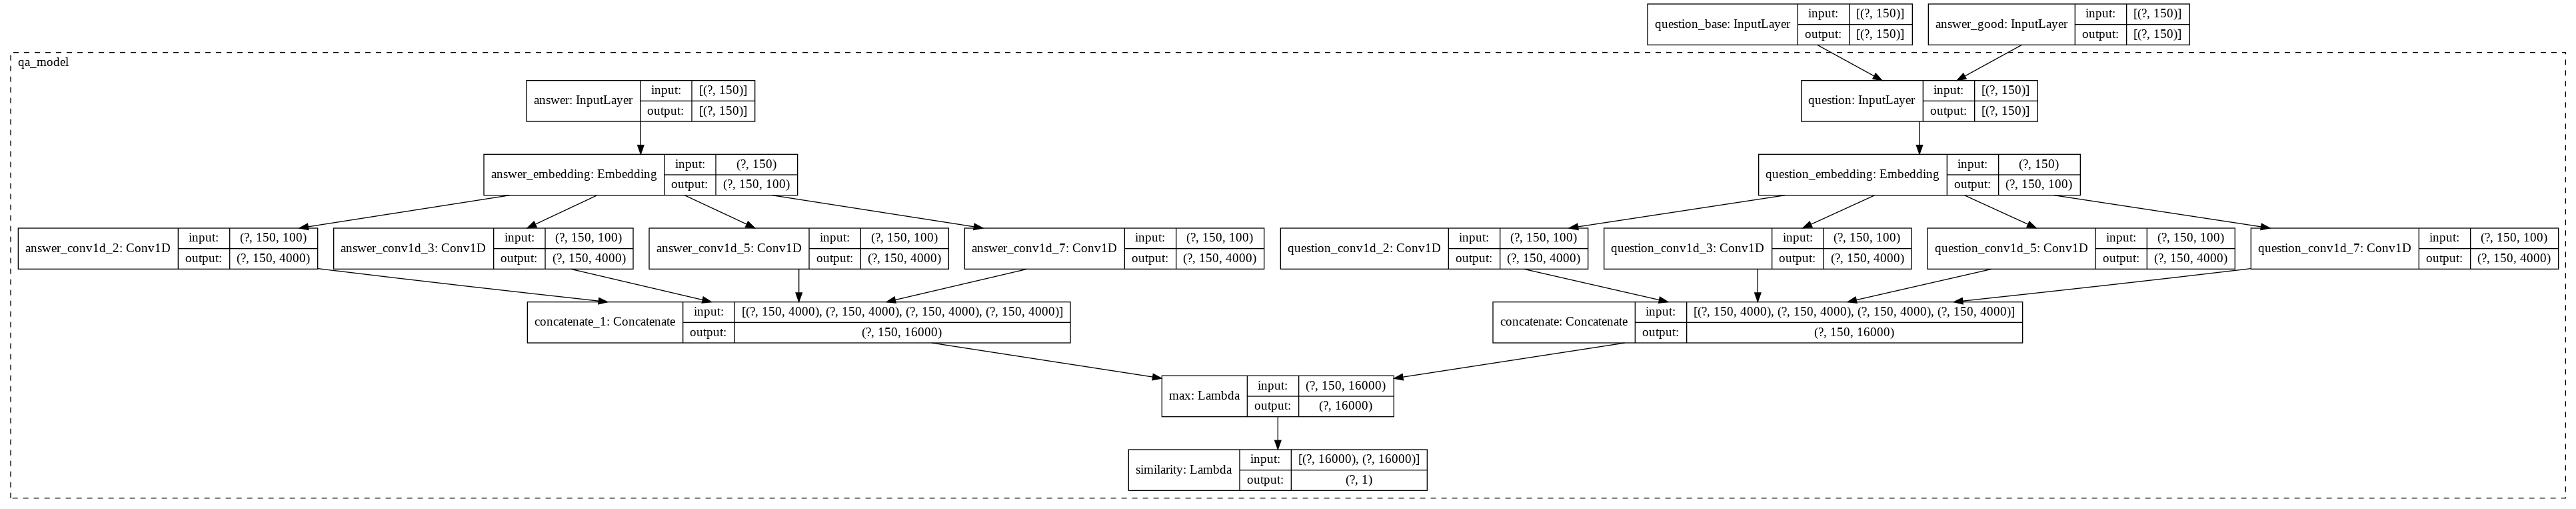 question_base: InputLayer input: [(?, 150)] output: [(?, 150)]
answer_good: InputLayer input: [(?, 150)] output: [(?, 150)]
qa_model
answer: InputLayer input: [(?, 150)] output: [(?, 150)]
question: InputLayer input: [(?, 150)] output: [(?, 150)]
answer_embedding: Embedding input: (?, 150) output: (?, 150, 100)
question_embedding: Embedding input: (?, 150) output: (?, 150, 100)
answer_conv1d_2: Conv1D input: (?, 150, 100) output: (?, 150, 4000)
answer_conv1d_3: Conv1D input: (?, 150, 100) output: (?, 150, 4000)
answer_conv1d_5: Conv1D input: (?, 150, 100) output: (?, 150, 4000)
answer_conv1d_7: Conv1D input: (?, 150, 100) output: (?, 150, 4000)
question_conv1d_2: Conv1D input: (?, 150, 100) output: (?, 150, 4000)
question_conv1d_3: Conv1D input: (?, 150, 100) output: (?, 150, 4000)
question_conv1d_5: Conv1D input: (?, 150, 100) output: (?, 150, 4000)
question_conv1d_7: Conv1D input: (?, 150, 100) output: (?, 150, 4000)
concatenate_1: Concatenate input: [(?, 150, 4000), (?, 150, 4000), (?, 150, 4000), (?, 150, 4000)] output: (?, 150, 16000)
concatenate: Concatenate input: [(?, 150, 4000), (?, 150, 4000), (?, 150, 4000), (?, 150, 4000)] output: (?, 150, 16000)
max: Lambda input: (?, 150, 16000) output: (?, 16000)
similarity: Lambda input: [(?, 16000), (?, 16000)] output: (?, 1)